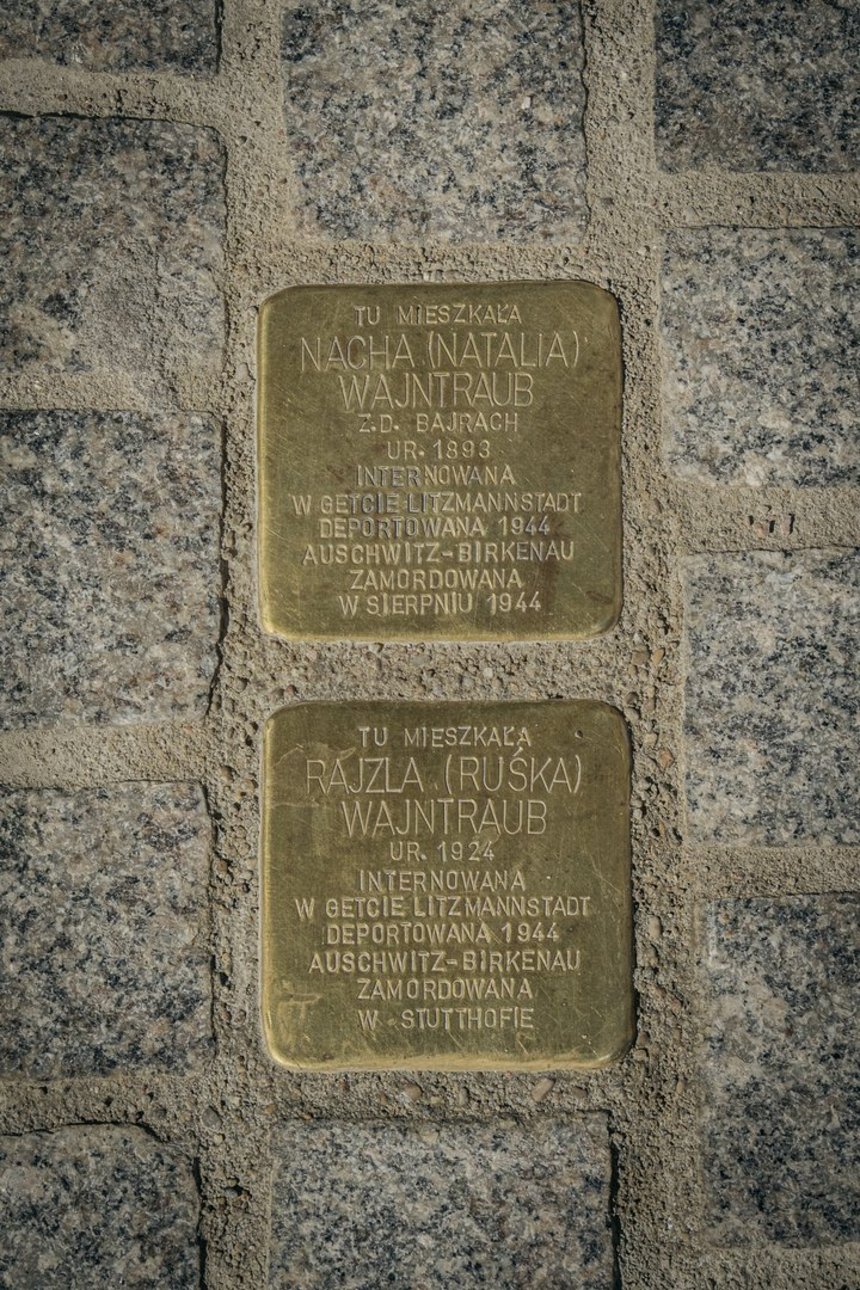 TU MIESZKAŁA
NACHA (NATALIA)
WAJNTRAUB
Z.D. BAJRACH
UR. 1893
INTERNOWANA
W GETCIE LITZMANNSTADT
DEPORTOWANA 1944
AUSCHWITZ-BIRKENAU
ZAMORDOWANA
W SIERPNIU 1944
TU MIESZKAŁA
RAJZLA (RUŚKA)
WAJNTRAUB
UR. 1924
INTERNOWANA
W GETCIE LITZMANNSTADT
DEPORTOWANA 1944
AUSCHWITZ-BIRKENAU
ZAMORDOWANA
W STUTTHOFIE